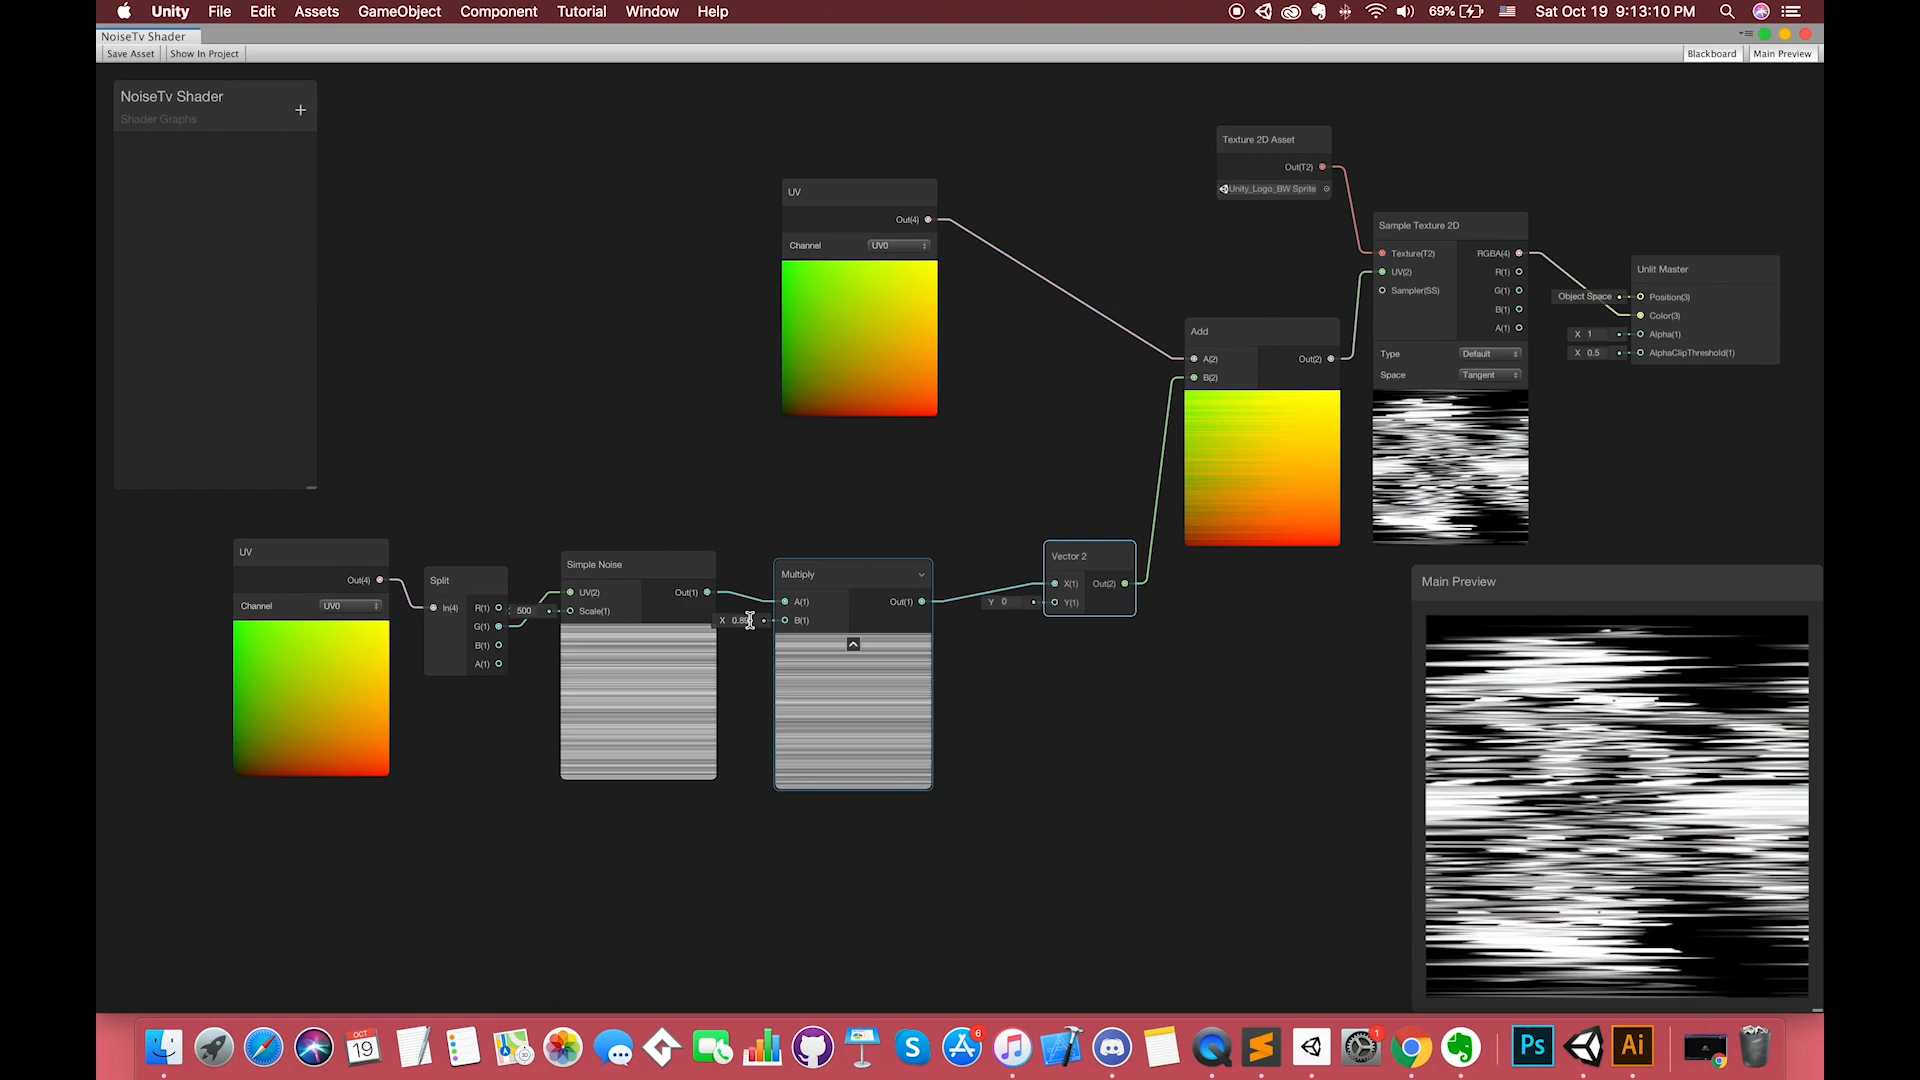 Unity File Edit Assets GameObject Component Tutorial Window Help 69% Sat Oct 19 9:13:10 PM
NoiseTv Shader
Save Asset Show In Project Blackboard Main Preview
NoiseTv Shader
Shader Graphs
+
Texture 2D Asset
Out(T2)
Unity_Logo_BW Sprite
UV
Out(4)
Channel UV0
Sample Texture 2D
Texture(T2) RGBA(4)
UV(2) R(1)
Sampler(SS) G(1)
B(1)
A(1)
Type Default
Space Tangent
Unlit Master
Object Space Position(3)
Color(3)
X 1 Alpha(1)
X 0.5 AlphaClipThreshold(1)
Add
A(2) Out(2)
B(2)
UV
Out(4)
Channel UV0
Split
In(4) R(1)
G(1)
B(1)
A(1)
Simple Noise
UV(2) Out(1)
500 Scale(1)
Multiply
A(1) Out(1)
X B(1)
Vector 2
X(1) Out(2)
Y 0 Y(1)
Main Preview
OCT
19
30
6
1
S
Ps
Ai